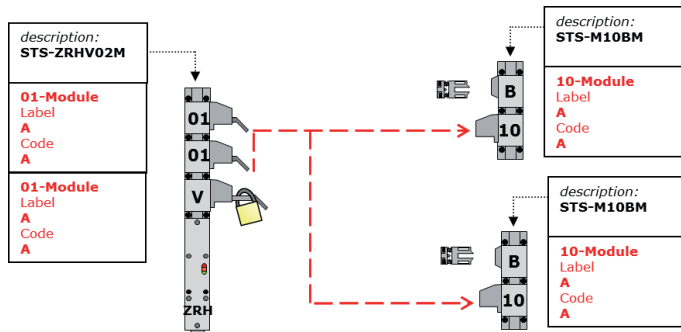 description:
STS-ZRHV02M
01-Module
Label
A
Code
A
01-Module
Label
A
Code
A
01
01
V
ZRH
B
10
description:
STS-M10BM
10-Module
Label
A
Code
A
B
10
description:
STS-M10BM
10-Module
Label
A
Code
A